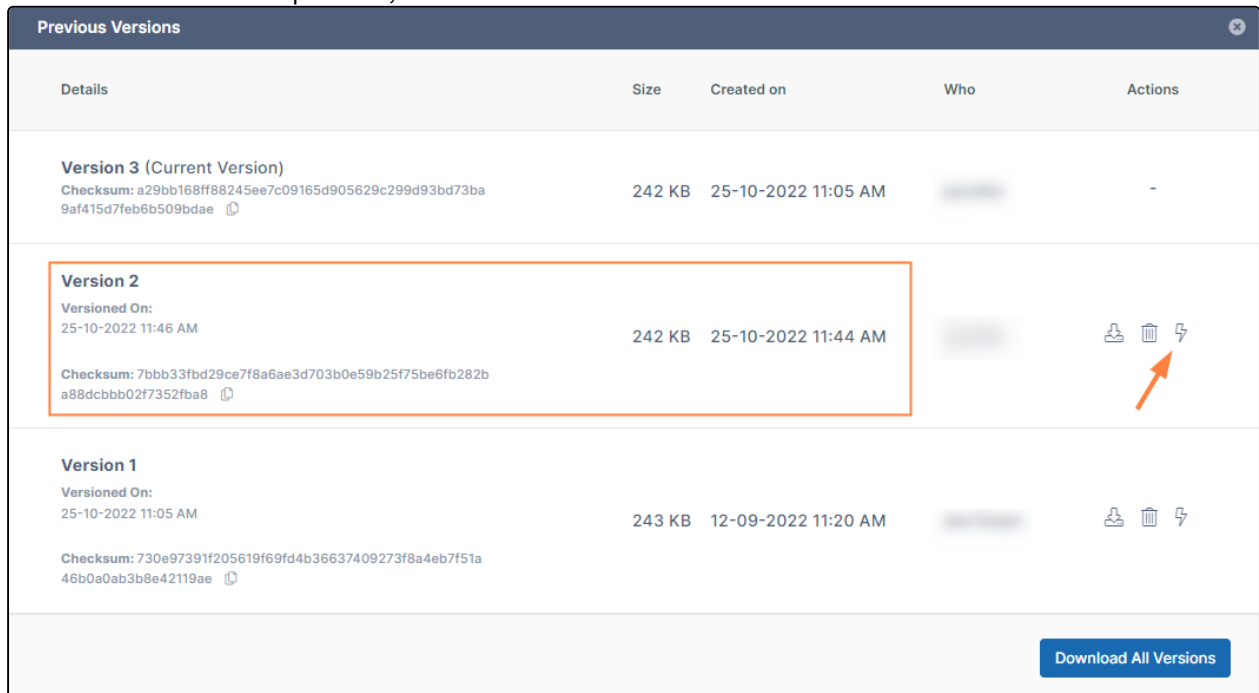 Previous Versions
Details Size Created on Who Actions
Version 3 (Current Version)
Checksum: a29bb168ff88245ee7c09165d905629c299d93bd73ba
9af415d7feb6b509bdae
242 KB 25-10-2022 11:05 AM -
Version 2
Versioned On:
25-10-2022 11:46 AM
242 KB 25-10-2022 11:44 AM
Checksum: 7bbb33fbd29ce7f8a6ae3d703b0e59b25f75be6fb282b
a88dcbbb02f7352fba8
Version 1
Versioned On:
25-10-2022 11:05 AM
243 KB 12-09-2022 11:20 AM
Checksum: 730e97391f205619f69fd4b36637409273f8a4eb7f51a
46b0a0ab3b8e42119ae
Download All Versions